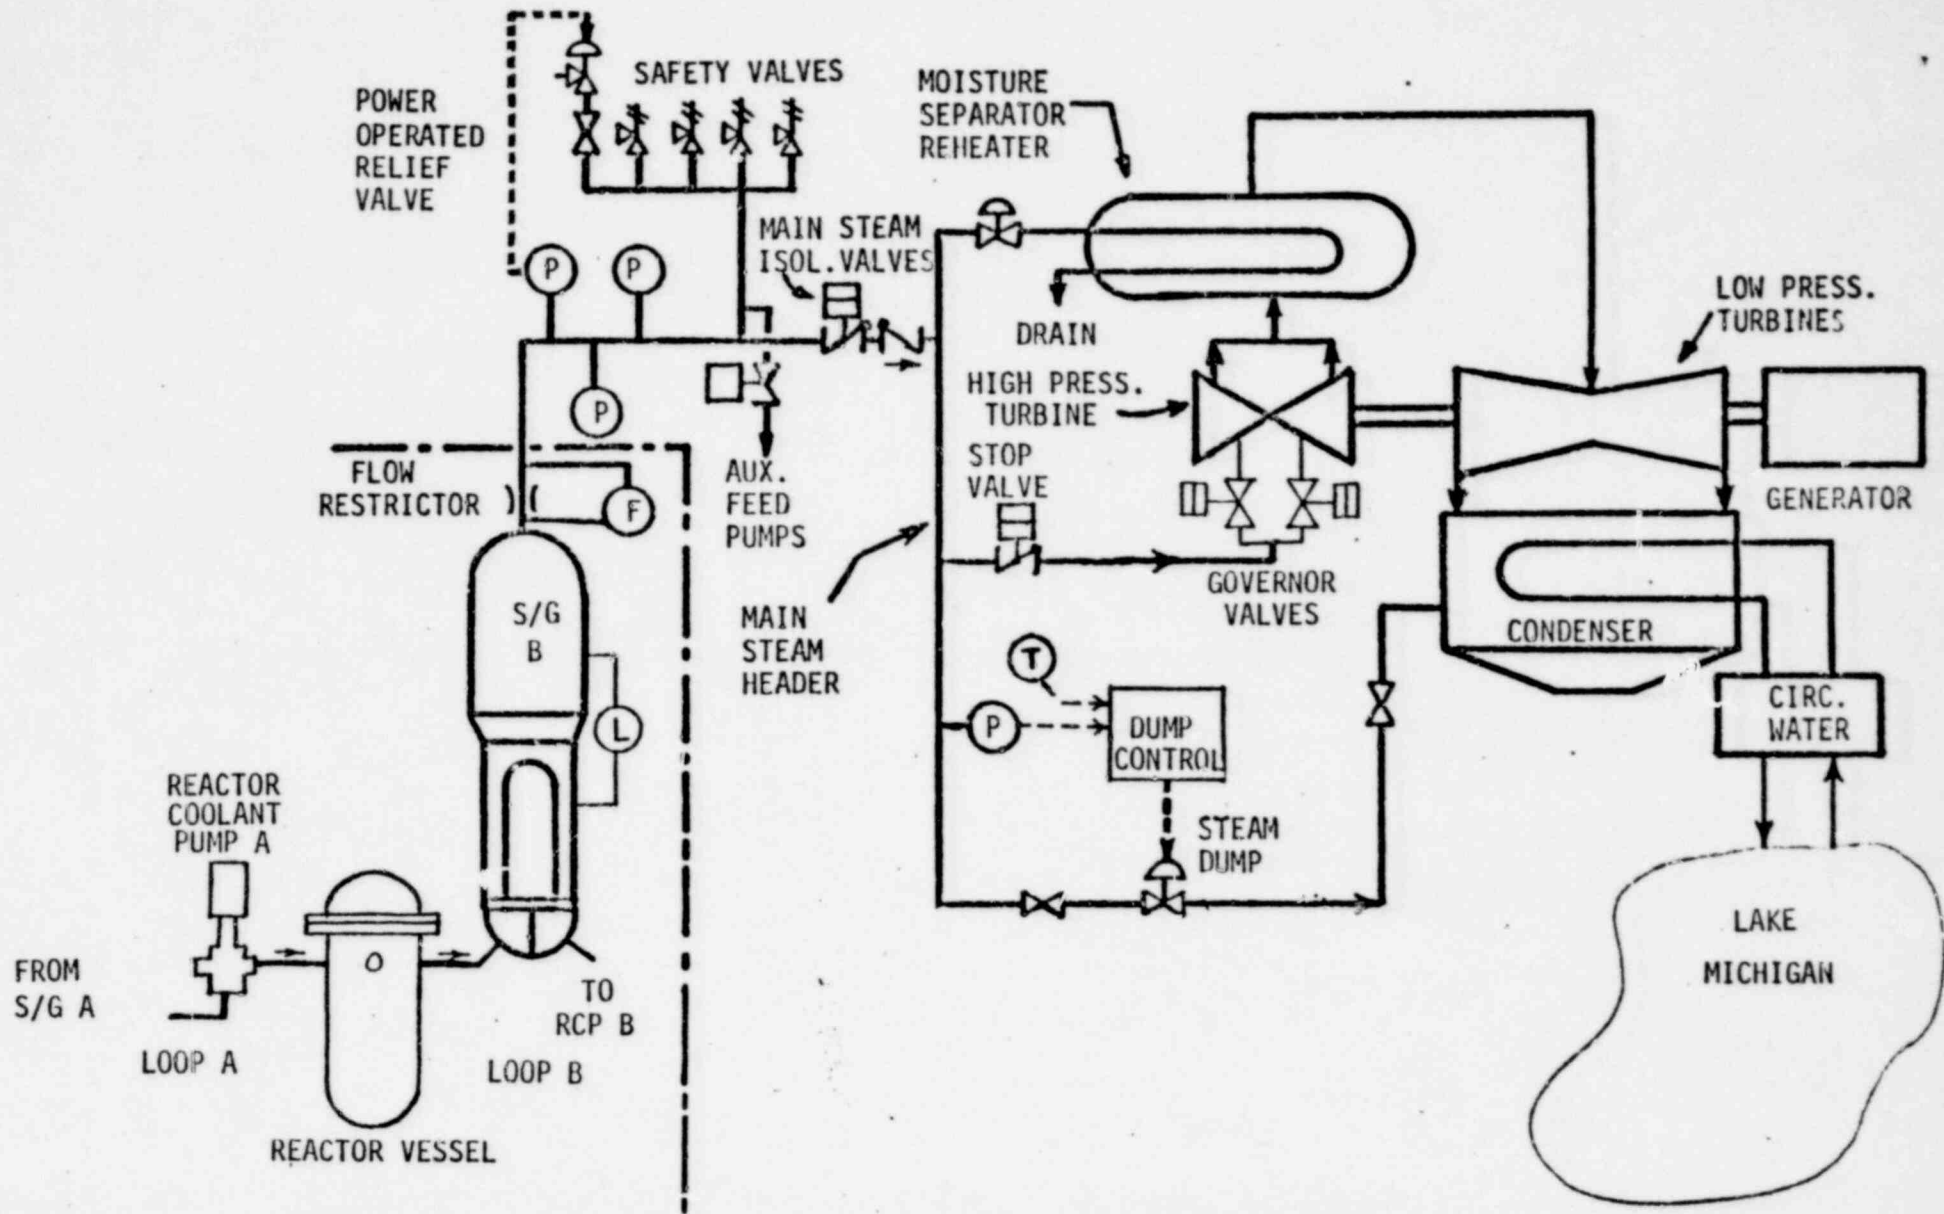 POWER
OPERATED
RELIEF
VALVE
SAFETY VALVES
MOISTURE
SEPARATOR
REHEATER
MAIN STEAM
ISOL.VALVES
P
P
P
DRAIN
LOW PRESS.
TURBINES
HIGH PRESS.
TURBINE
GENERATOR
FLOW
RESTRICTOR
F
AUX.
FEED
PUMPS
STOP
VALVE
GOVERNOR
VALVES
S/G
B
L
MAIN
STEAM
HEADER
T
P
DUMP
CONTROL
CONDENSER
CIRC.
WATER
STEAM
DUMP
REACTOR
COOLANT
PUMP A
FROM
S/G A
LOOP A
O
TO
RCP B
LOOP B
REACTOR VESSEL
LAKE
MICHIGAN